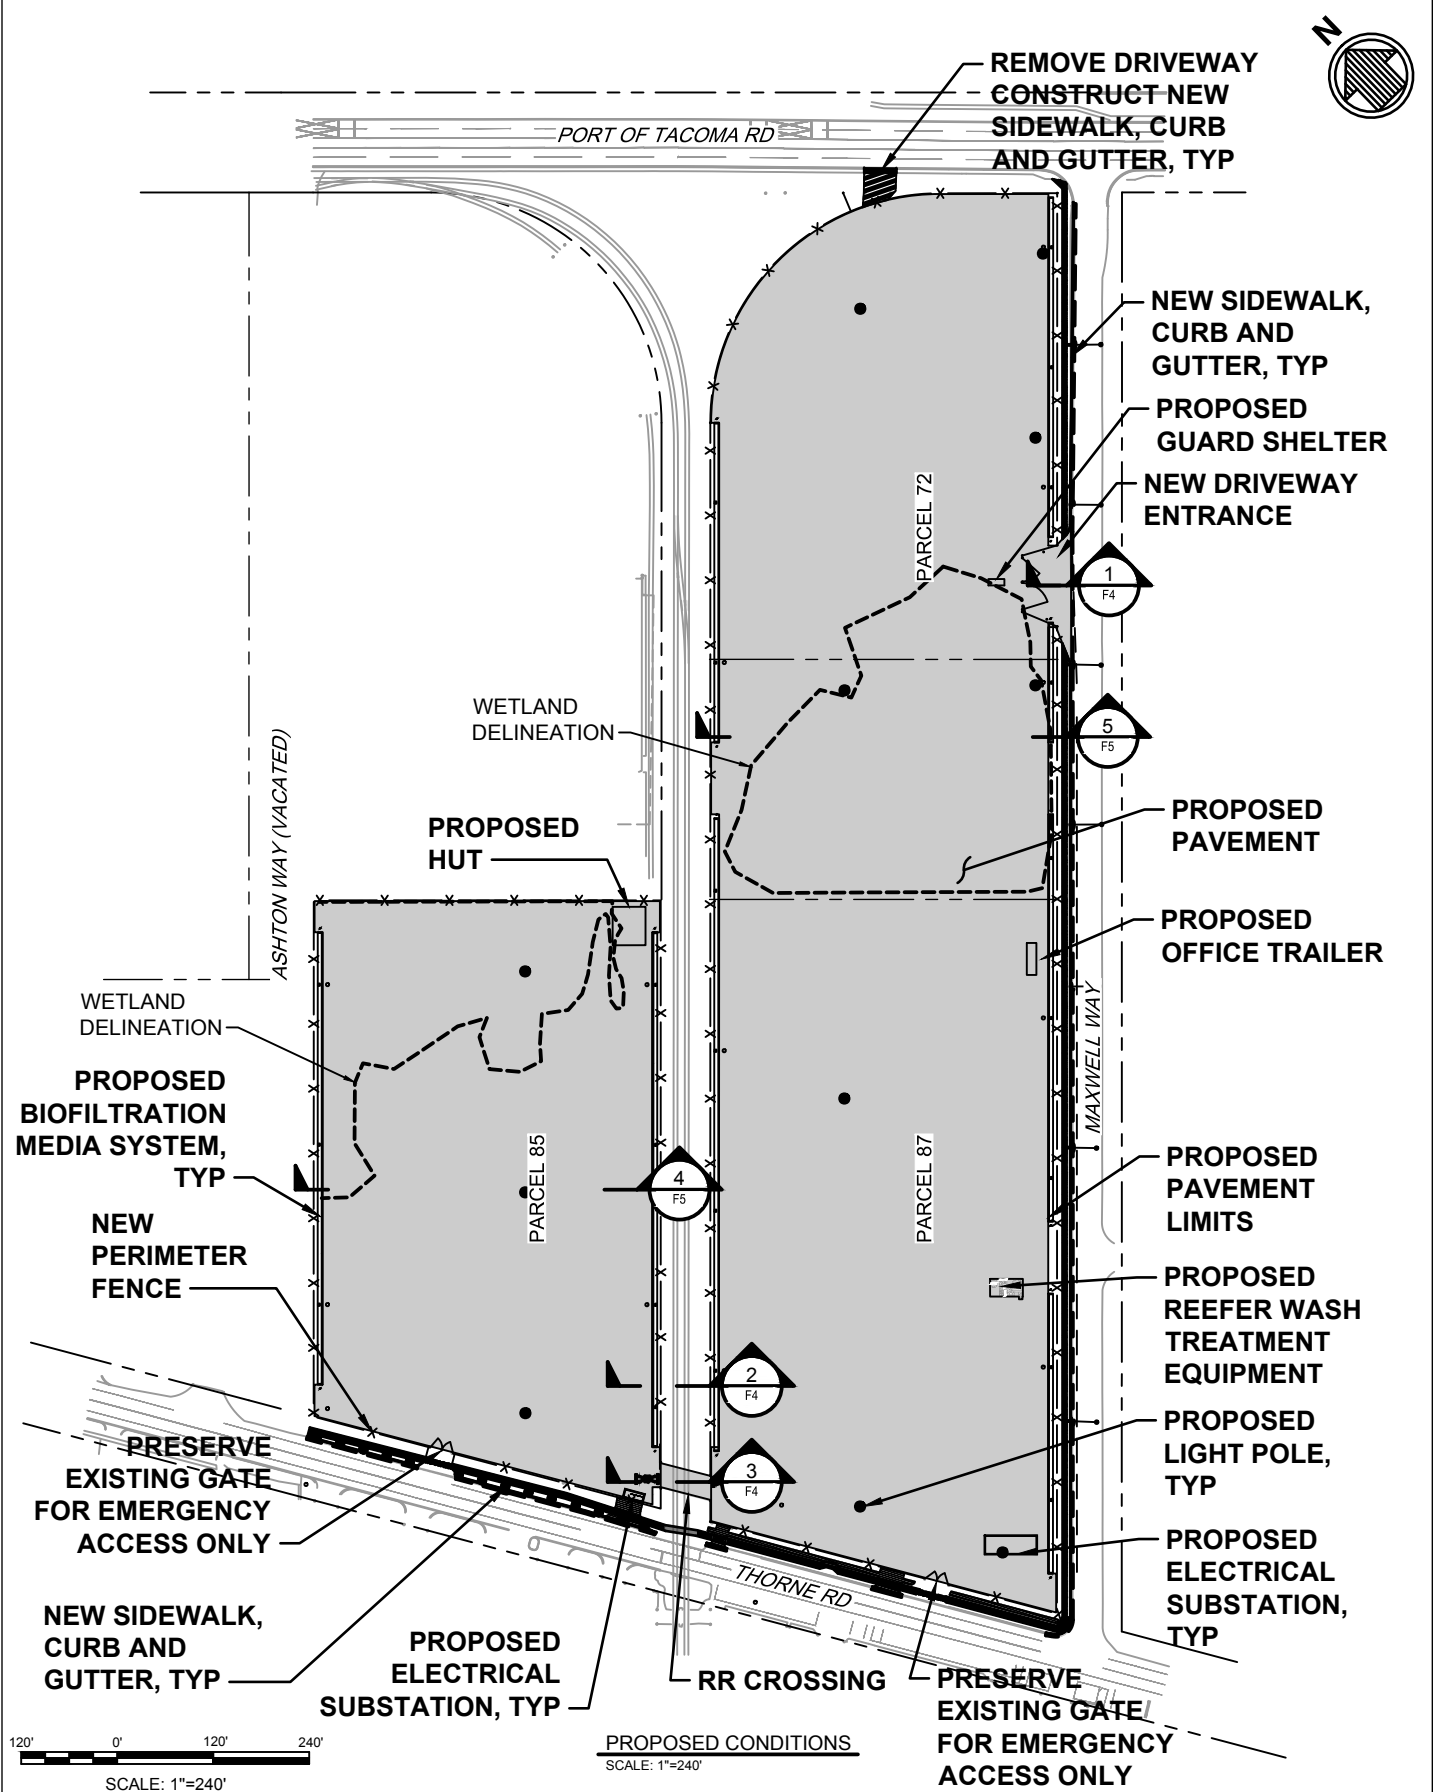 N
REMOVE DRIVEWAY
CONSTRUCT NEW
SIDEWALK, CURB
AND GUTTER, TYP
PORT OF TACOMA RD
NEW SIDEWALK,
CURB AND
GUTTER, TYP
PROPOSED
GUARD SHELTER
NEW DRIVEWAY
ENTRANCE
PARCEL 72
1
F4
WETLAND
DELINEATION
5
F5
ASHTON WAY (VACATED)
PROPOSED
HUT
PROPOSED
PAVEMENT
PROPOSED
OFFICE TRAILER
WETLAND
DELINEATION
MAXWELL WAY
PROPOSED
BIOFILTRATION
MEDIA SYSTEM,
TYP
PARCEL 85
4
F5
PARCEL 87
PROPOSED
PAVEMENT
LIMITS
NEW
PERIMETER
FENCE
PROPOSED
REEFER WASH
TREATMENT
EQUIPMENT
2
F4
PRESERVE
EXISTING GATE
FOR EMERGENCY
ACCESS ONLY
3
F4
PROPOSED
LIGHT POLE,
TYP
PROPOSED
ELECTRICAL
SUBSTATION,
TYP
THORNE RD
NEW SIDEWALK,
CURB AND
GUTTER, TYP
PROPOSED
ELECTRICAL
SUBSTATION, TYP
RR CROSSING
PRESERVE
EXISTING GATE
FOR EMERGENCY
ACCESS ONLY
120' 0' 120' 240'
SCALE: 1"=240'
PROPOSED CONDITIONS
SCALE: 1"=240'